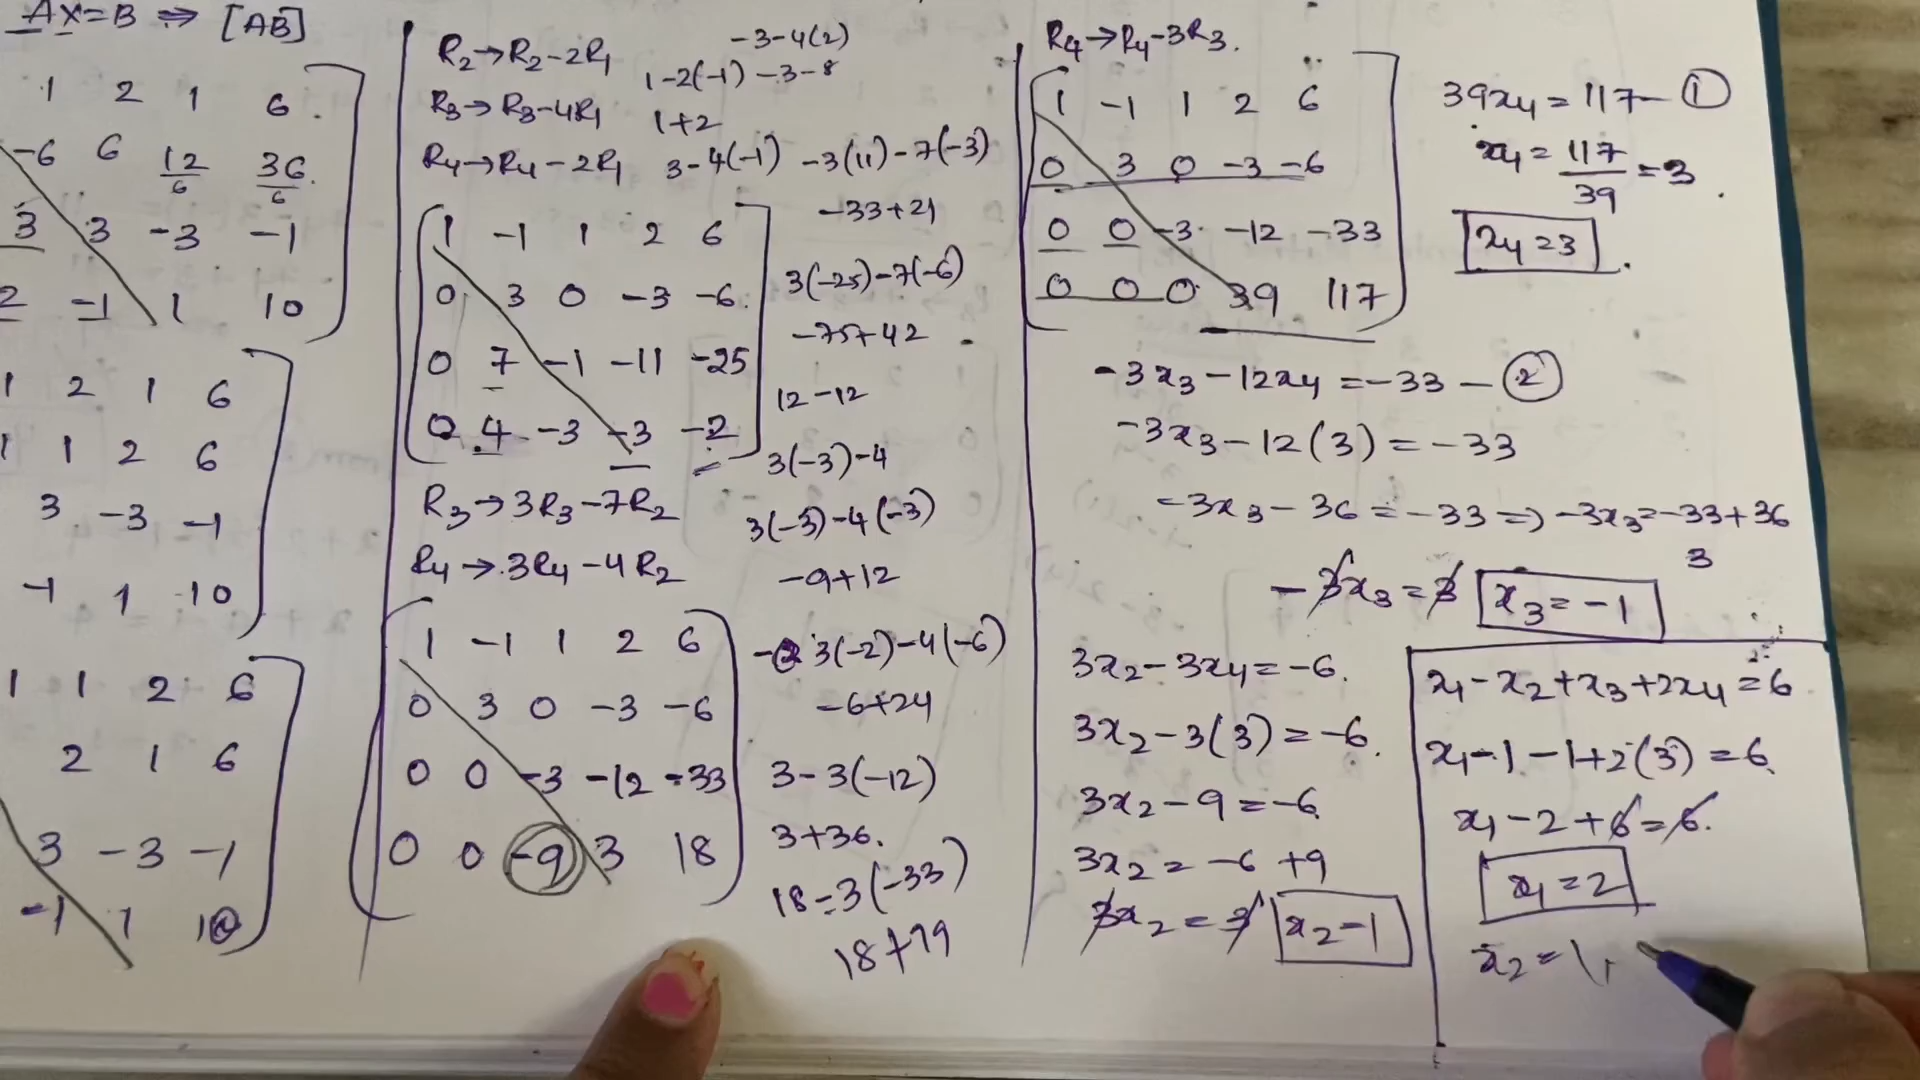 AX=B ⇒ [AB]
1 2 1 6
-6 6 12/6 36/6
3 3 -3 -1
2 -1 1 10
1 2 1 6
1 1 2 6
3 -3 -1
-1 1 10
1 1 2 6
2 1 6
3 -3 -1
-1 1 10
R2→R2-2R1
R3→R3-4R1
R4→R4-2R1
-3-4(2)
1-2(-1) -3-8
1+2
3-4(-1) -3(11)-7(-3)
-33+21
1 -1 1 2 6
0 3 0 -3 -6
0 7 -1 -11 -25
0 4 -3 -3 -2
3(-25)-7(-6)
-75+42
12-12
3(-3)-4
R3→3R3-7R2
R4→3R4-4R2
3(-3)-4(-3)
-9+12
1 -1 1 2 6
0 3 0 -3 -6
0 0 -3 -12 -33
0 0 -9 3 18
3(-2)-4(-6)
-6+24
3-3(-12)
3+36.
18-3(-33)
18+99
R4→R4-3R3.
1 -1 1 2 6
0 3 0 -3 -6
0 0 -3 -12 -33
0 0 0 39 117
39x4=117-①
x4=117/39=3
x4=3
-3x3-12x4=-33-②
-3x3-12(3)=-33
-3x3-36=-33⇒-3x3=-33+36
3
-3x3=3 x3=-1
3x2-3x4=-6.
3x2-3(3)=-6.
3x2-9=-6
3x2=-6+9
3x2=3 x2-1
x1-x2+x3+2x4=6
x1-1-1+2(3)=6
x1-2+6=6.
x1=2
x2=1,